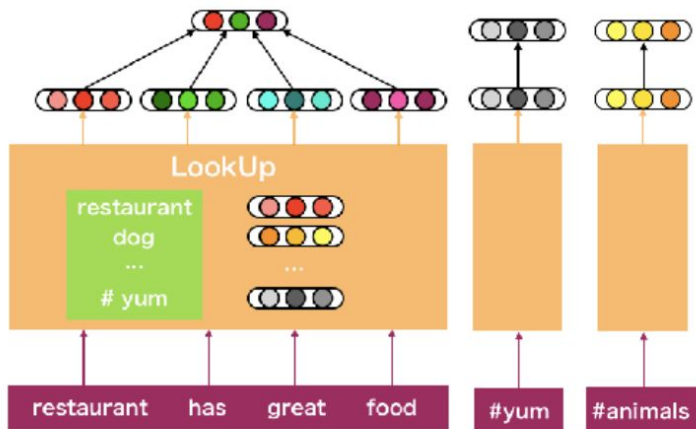 LookUp
restaurant
dog
...
...
# yum
restaurant has great food
#yum
#animals